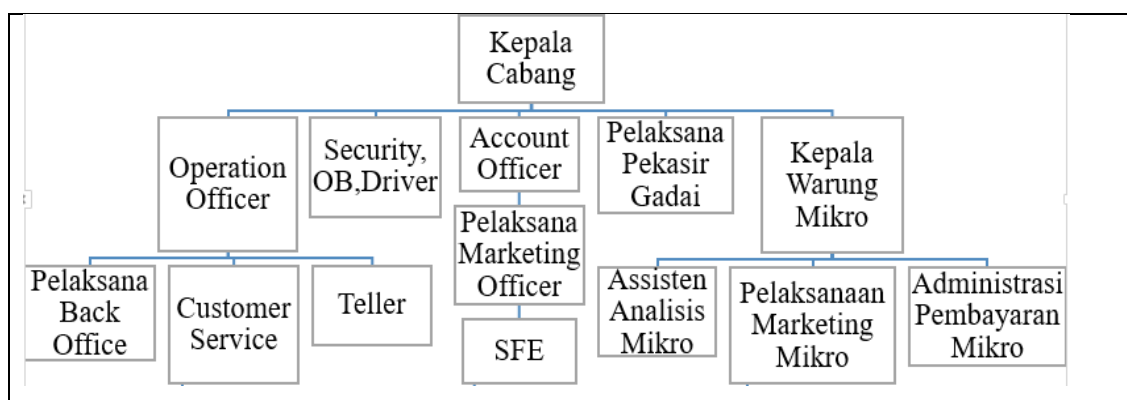 Kepala
Cabang
Operation
Officer
Security,
OB,Driver
Account
Officer
Pelaksana
Pekasir
Gadai
Kepala
Warung
Mikro
Pelaksana
Back
Office
Customer
Service
Teller
Pelaksana
Marketing
Officer
SFE
Assisten
Analisis
Mikro
Pelaksanaan
Marketing
Mikro
Administrasi
Pembayaran
Mikro